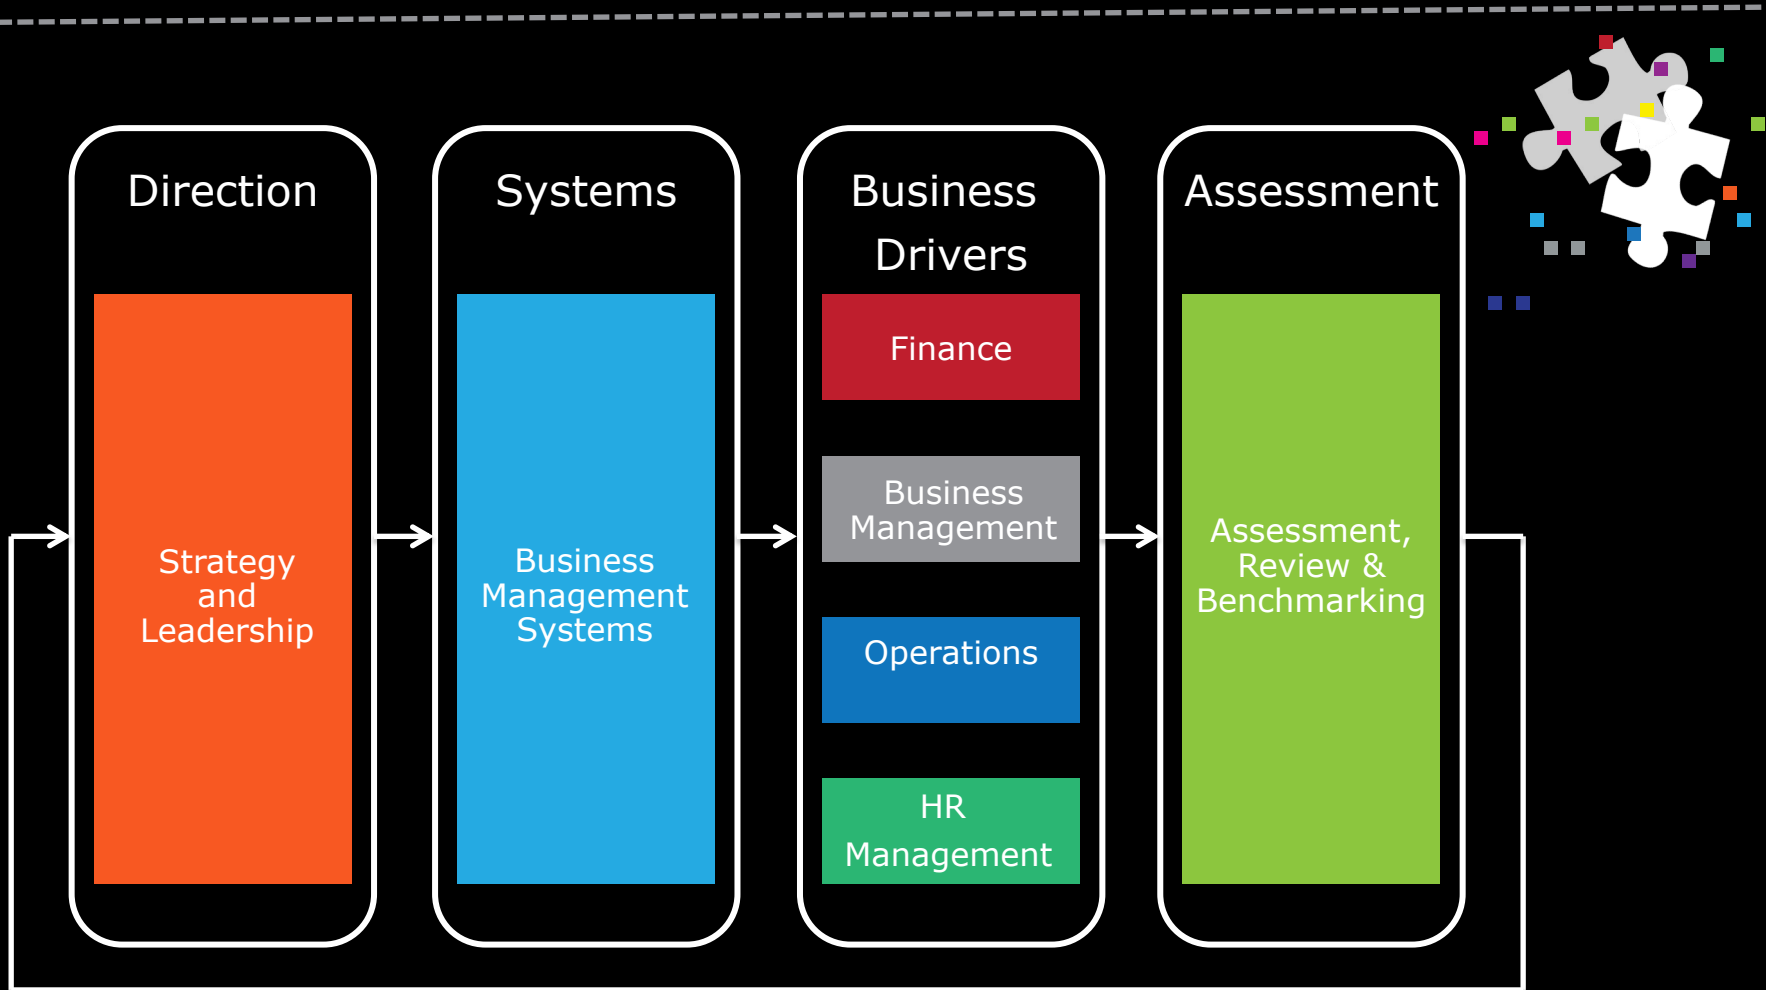 Direction
Strategy
and
Leadership
Systems
Business
Management
Systems
Business
Drivers
Finance
Business
Management
Operations
HR
Management
Assessment
Assessment,
Review &
Benchmarking